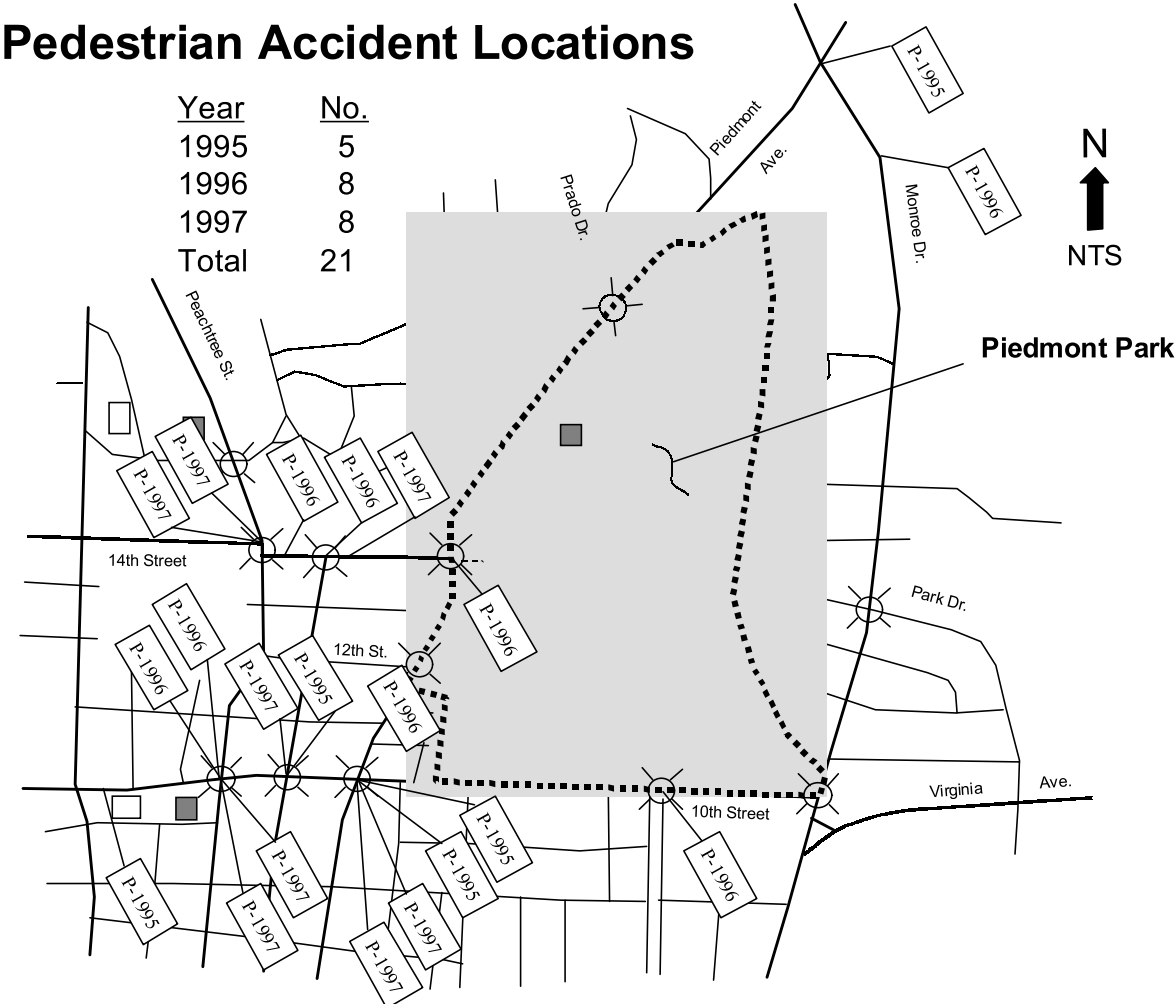 Pedestrian Accident Locations
Year No.
1995 5
1996 8
1997 8
Total 21
P-1995
P-1996
N
NTS
Piedmont
Ave.
Prado Dr.
Monroe Dr.
Peachtree St.
Piedmont Park
P-1997
P-1997
P-1996
P-1996
P-1997
14th Street
P-1996
P-1996
P-1996
P-1997
P-1995
12th St.
P-1996
Park Dr.
10th Street
Virginia
Ave.
P-1995
P-1997
P-1997
P-1995
P-1995
P-1997
P-1997
P-1996